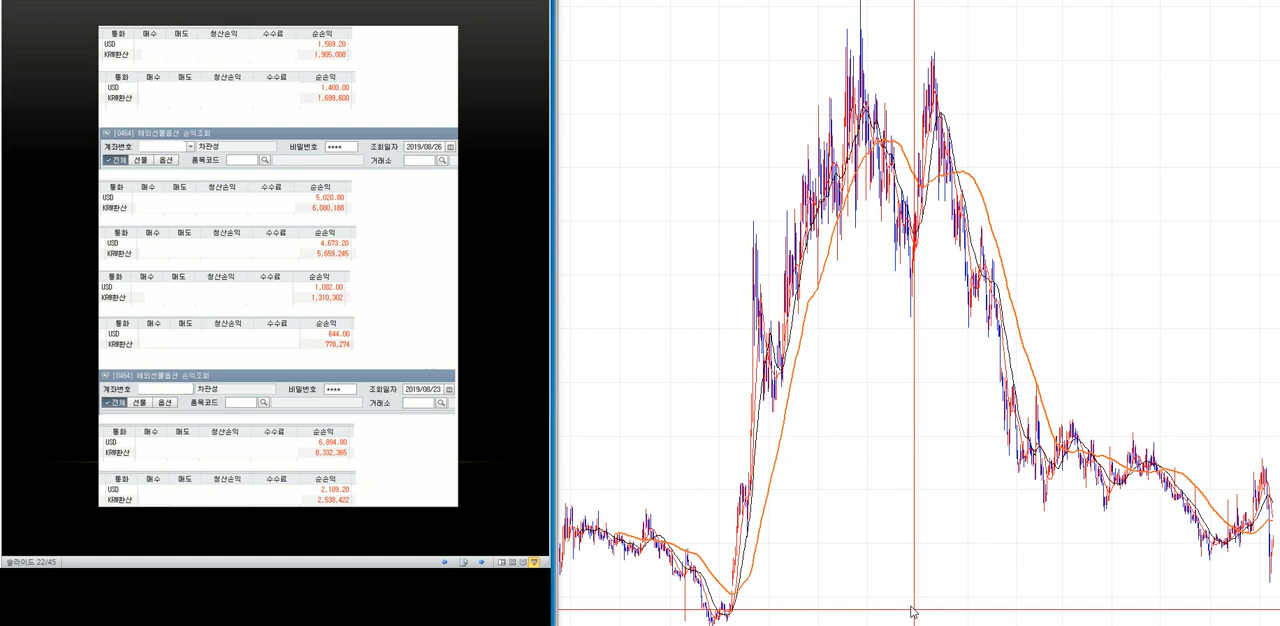 통화 매수 매도 청산손익 수수료 순손익
USD 1,569.20
KRW환산 1,905,008
통화 매수 매도 청산손익 수수료 순손익
USD 1,400.00
KRW환산 1,699,600
[0464] 해외선물옵션 손익조회
계좌번호 차관성 비밀번호 **** 조회일자 2019/08/26
전체 선물 옵션 품목코드 거래소
통화 매수 매도 청산손익 수수료 순손익
USD 5,020.80
KRW환산 6,080,188
통화 매수 매도 청산손익 수수료 순손익
USD 4,673.20
KRW환산 5,659,245
통화 매수 매도 청산손익 수수료 순손익
USD 1,082.00
KRW환산 1,310,302
통화 매수 매도 청산손익 수수료 순손익
USD 644.00
KRW환산 778,274
[0464] 해외선물옵션 손익조회
계좌번호 차관성 비밀번호 **** 조회일자 2019/08/23
전체 선물 옵션 품목코드 거래소
통화 매수 매도 청산손익 수수료 순손익
USD 6,894.80
KRW환산 8,332,365
통화 매수 매도 청산손익 수수료 순손익
USD 2,109.20
KRW환산 2,538,422
슬라이드 22/45